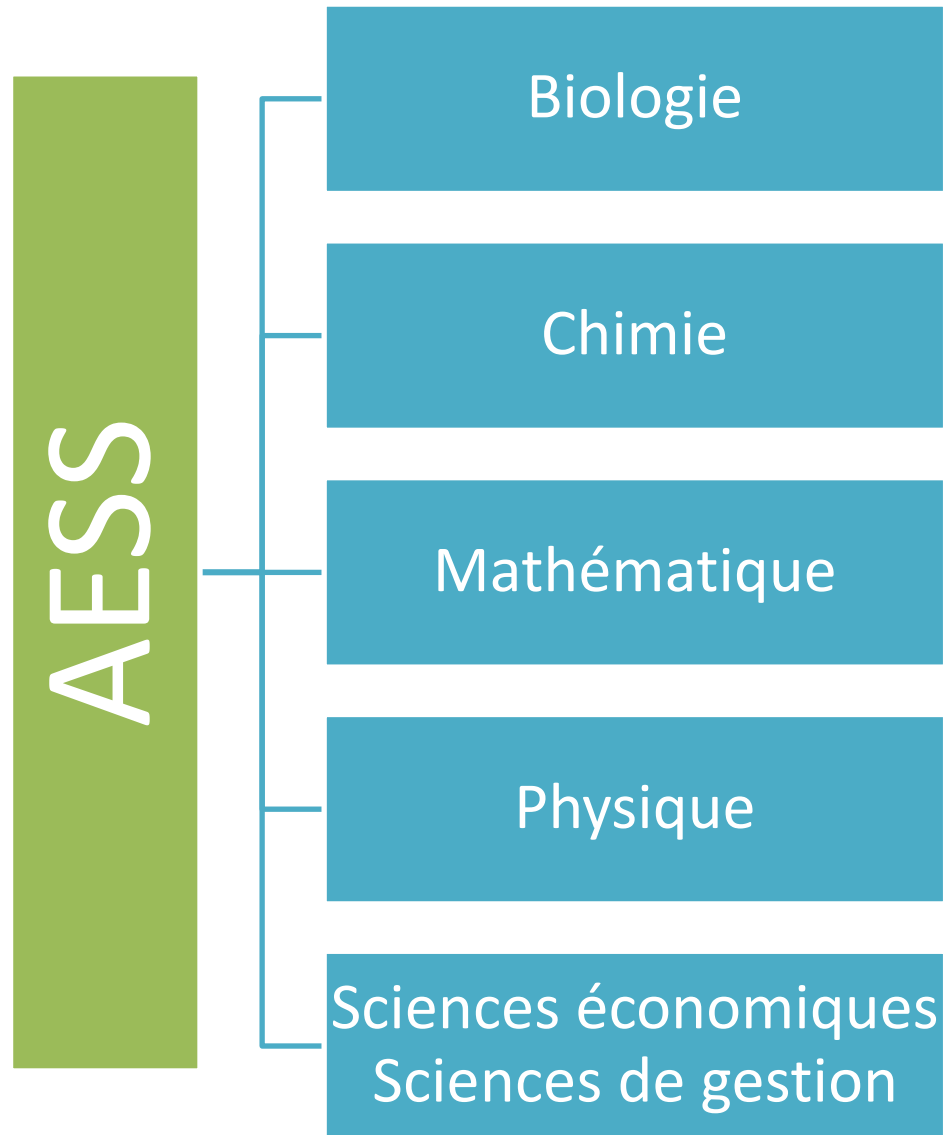 AESS
Biologie
Chimie
Mathématique
Physique
Sciences économiques
Sciences de gestion